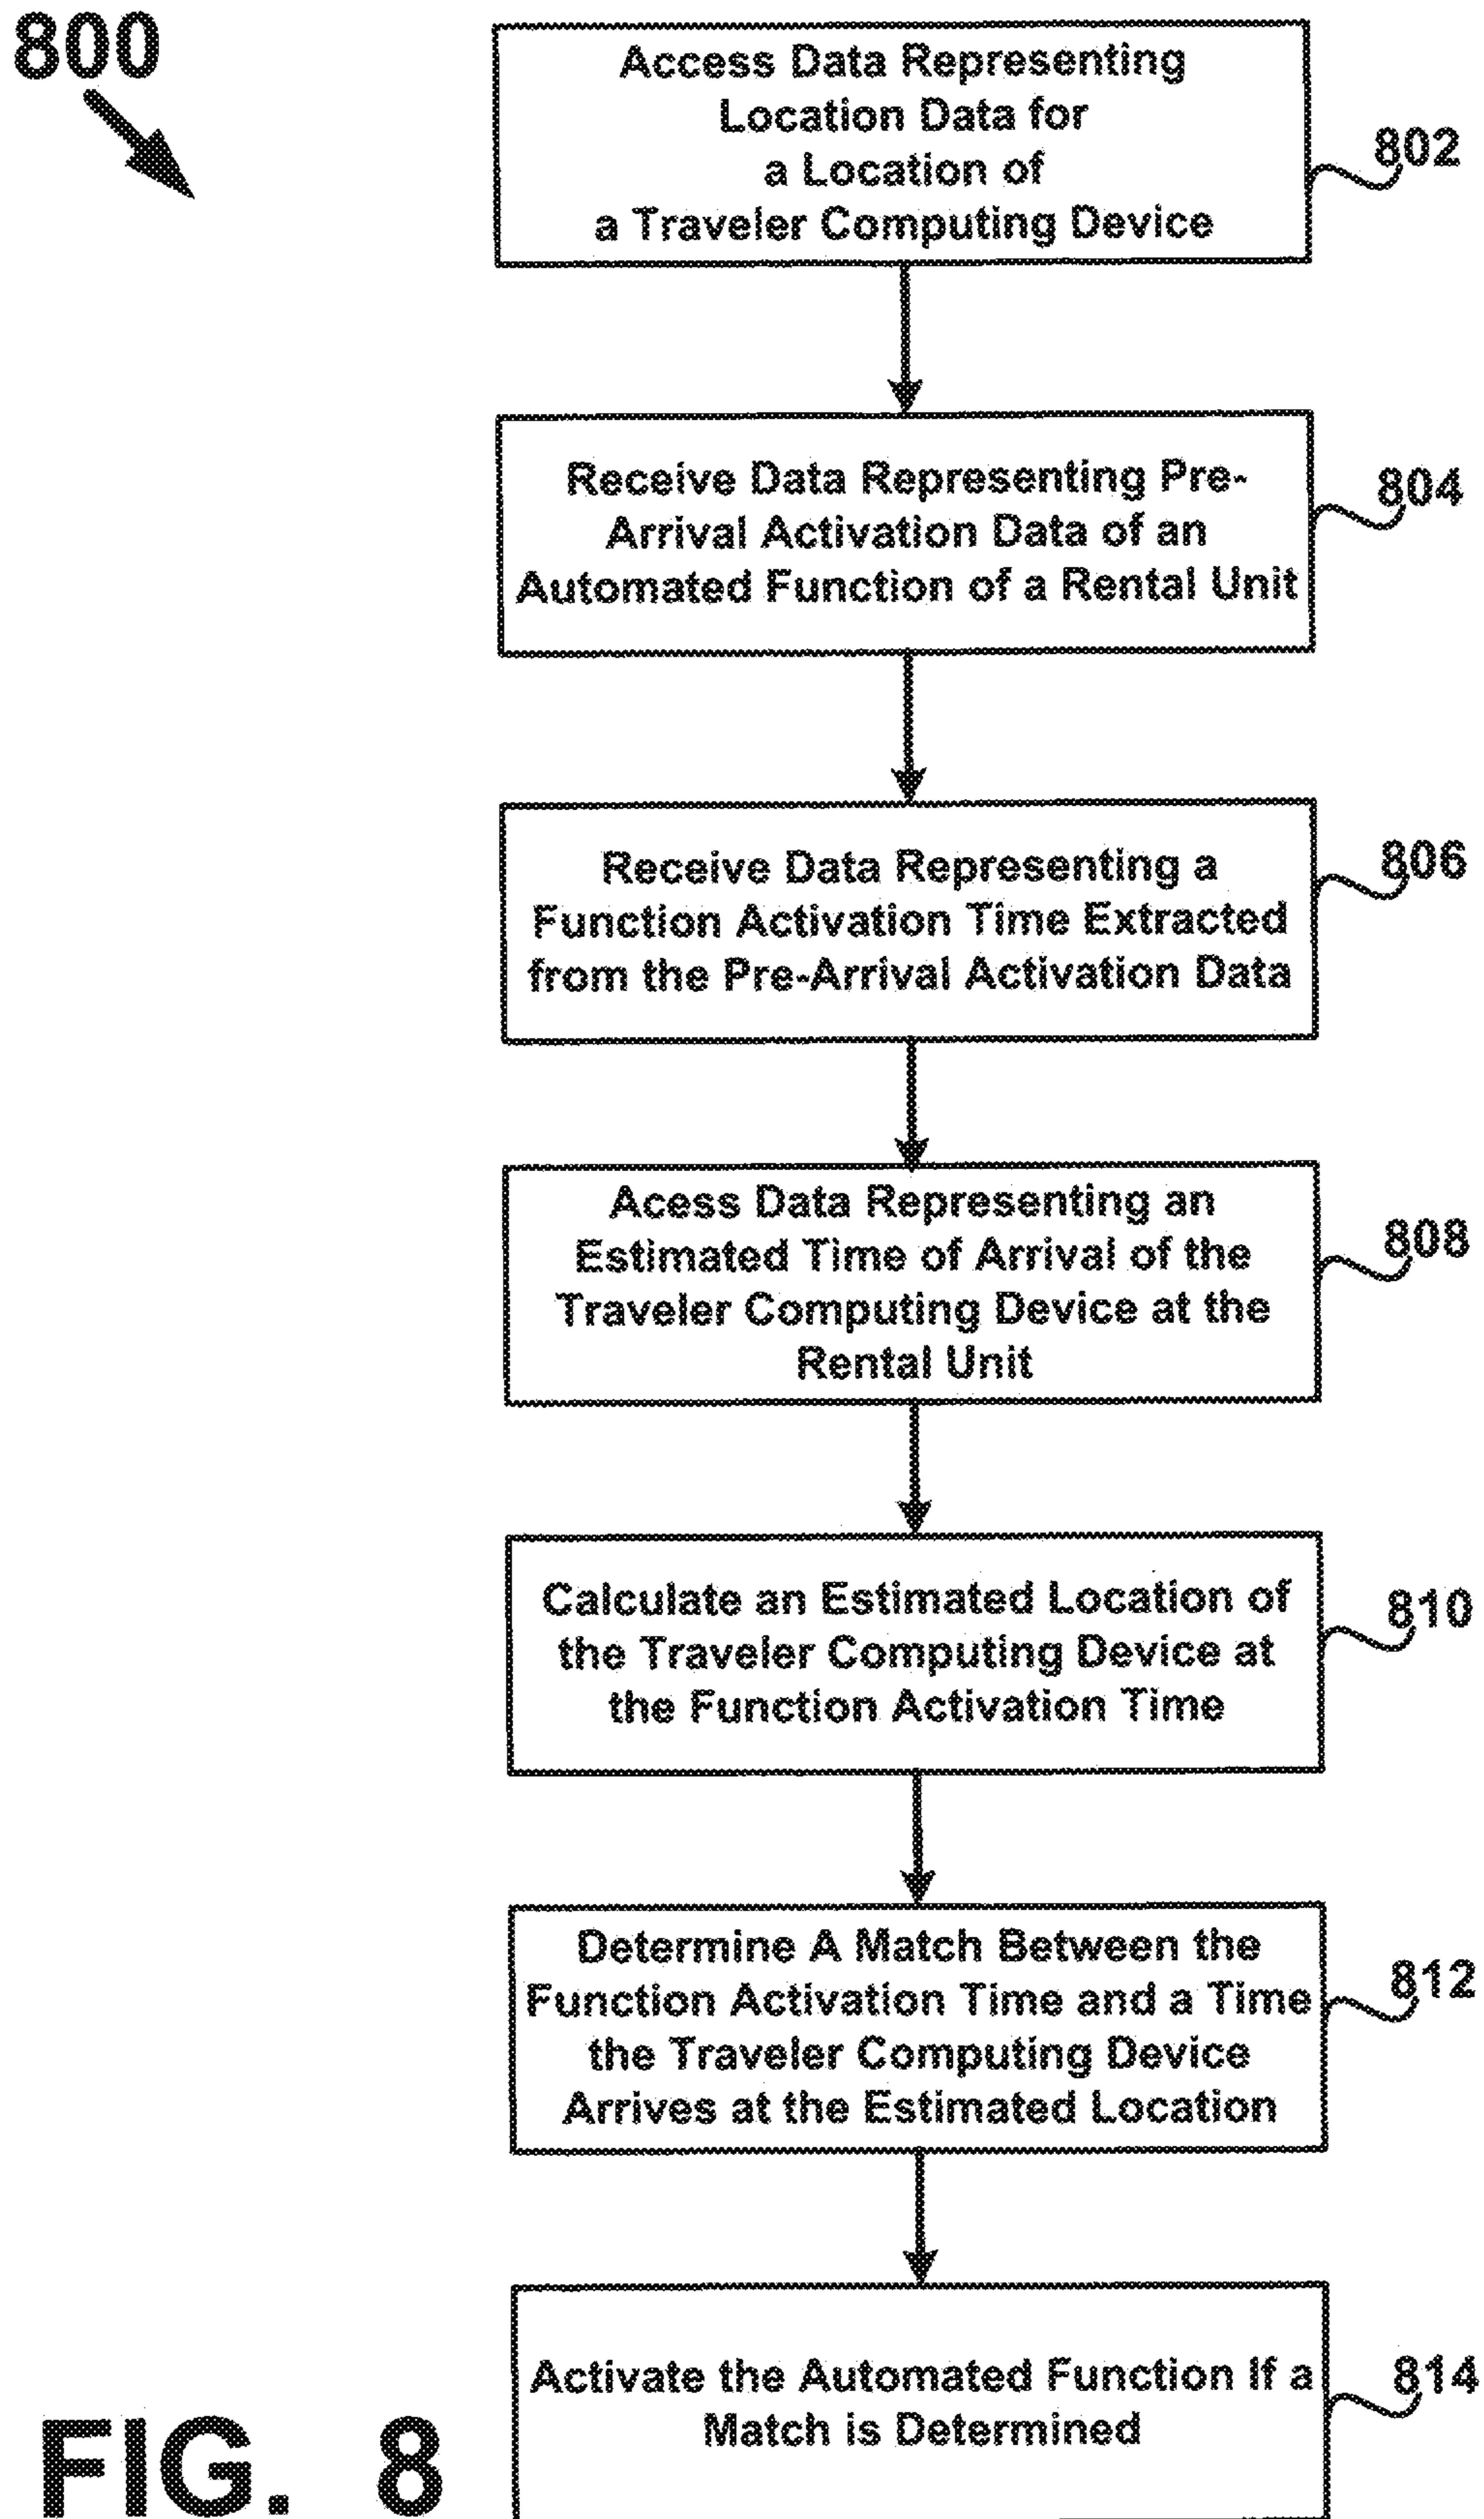 800
Access Data Representing
Location Data for
a Location of
a Traveler Computing Device
802
Receive Data Representing Pre-
Arrival Activation Data of an
Automated Function of a Rental Unit
804
Receive Data Representing a
Function Activation Time Extracted
from the Pre-Arrival Activation Data
806
Acess Data Representing an
Estimated Time of Arrival of the
Traveler Computing Device at the
Rental Unit
808
Calculate an Estimated Location of
the Traveler Computing Device at
the Function Activation Time
810
Determine A Match Between the
Function Activation Time and a Time
the Traveler Computing Device
Arrives at the Estimated Location
812
Activate the Automated Function If a
Match is Determined
814
FIG. 8